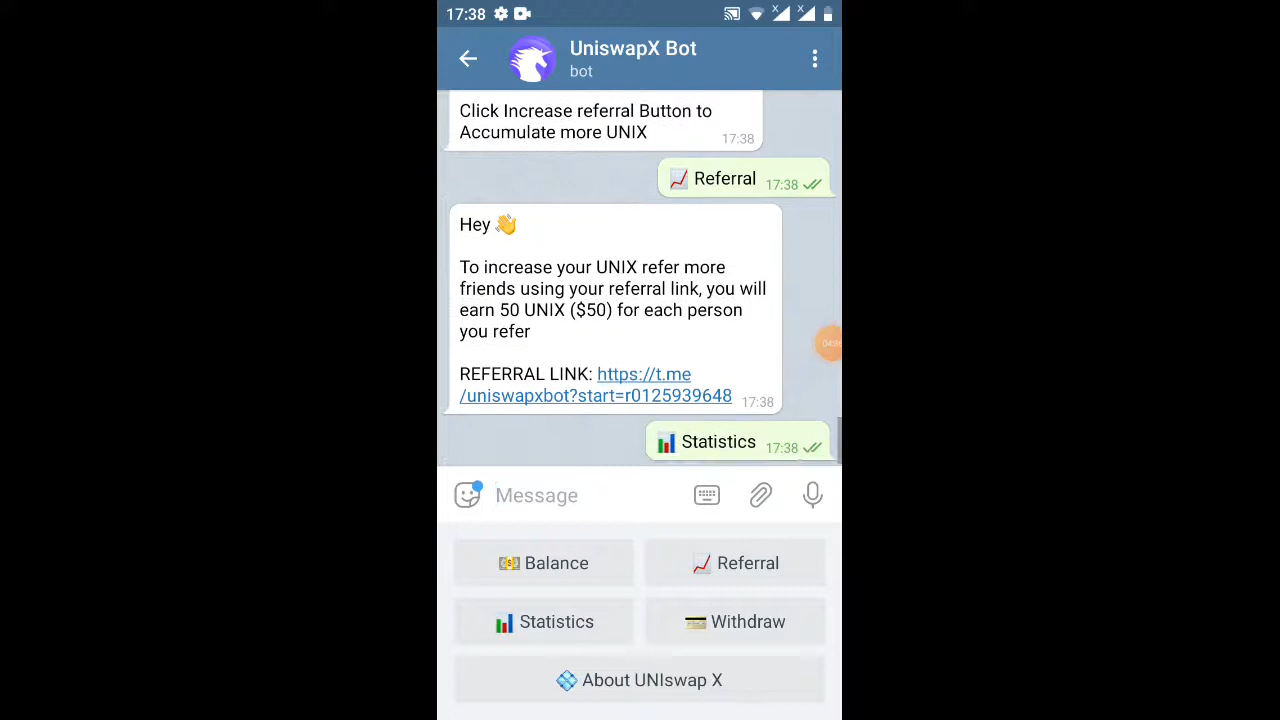 17:38
UniswapX Bot
bot
Click Increase referral Button to
Accumulate more UNIX
17:38
Referral 17:38
Hey
To increase your UNIX refer more
friends using your referral link, you will
earn 50 UNIX ($50) for each person
you refer
REFERRAL LINK: https://t.me
/uniswapxbot?start=r0125939648
17:38
Statistics 17:38
Message
Balance
Referral
Statistics
Withdraw
About UNIswap X